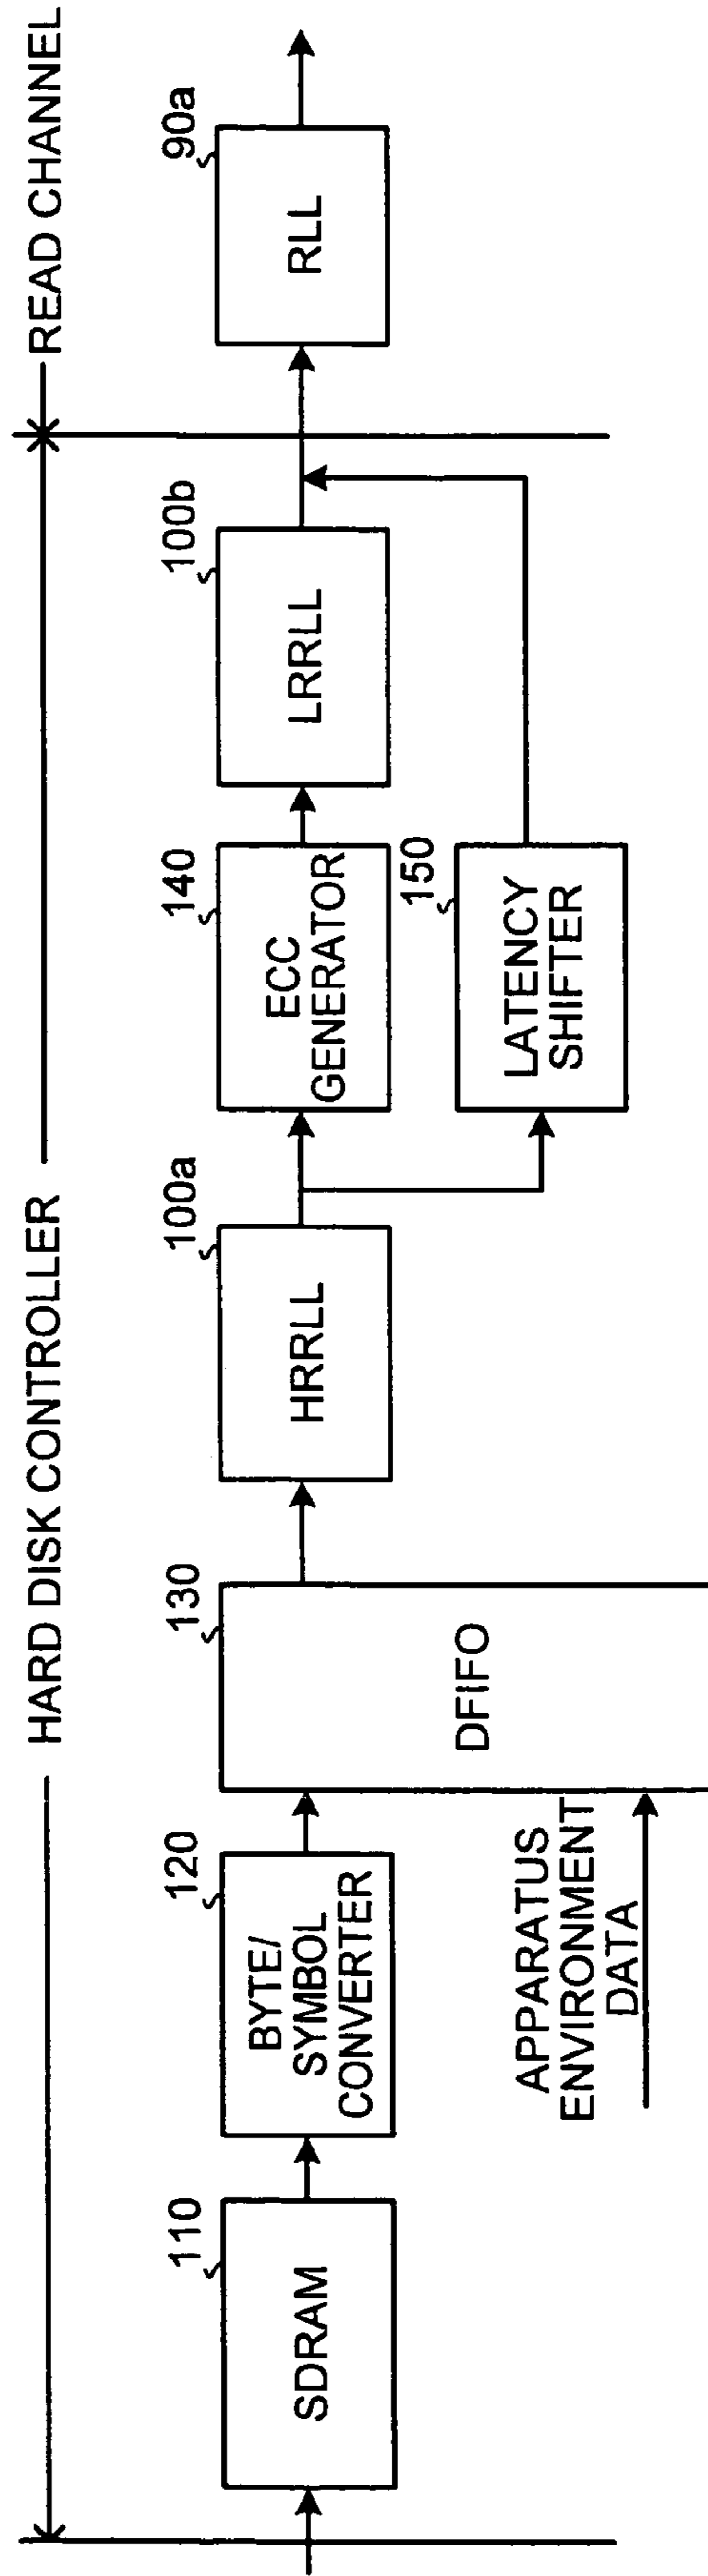 HARD DISK CONTROLLER
READ CHANNEL
110
SDRAM
120
BYTE/
SYMBOL
CONVERTER
APPARATUS
ENVIRONMENT
DATA
130
DFIFO
100a
HRRLL
140
ECC
GENERATOR
150
LATENCY
SHIFTER
100b
LRRLL
90a
RLL